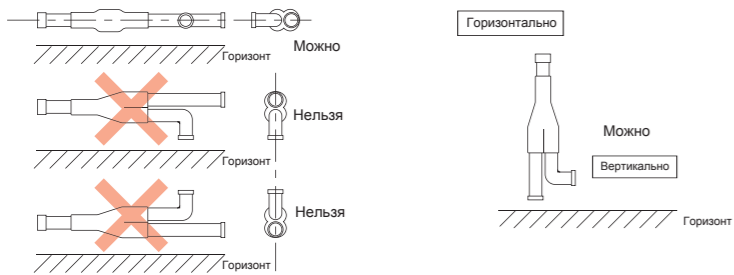 Можно
Горизонт
Нельзя
Горизонт
Нельзя
Горизонт
Горизонтально
Можно
Вертикально
Горизонт